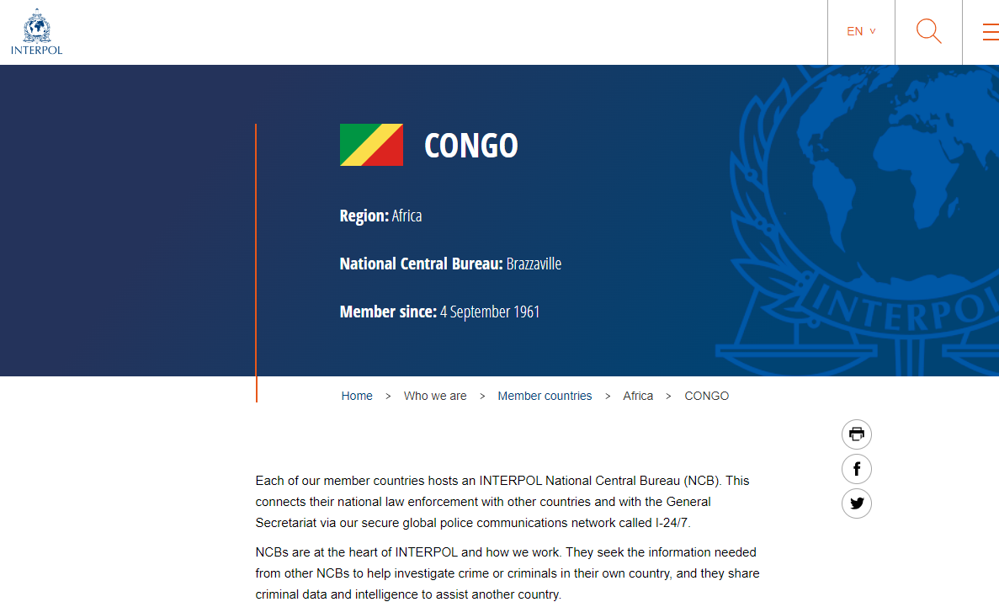 INTERPOL
EN v
CONGO
Region: Africa
National Central Bureau: Brazzaville
Member since: 4 September 1961
INTERPOL
Home > Who we are > Member countries > Africa > CONGO
Each of our member countries hosts an INTERPOL National Central Bureau (NCB). This
connects their national law enforcement with other countries and with the General
Secretariat via our secure global police communications network called I-24/7.
NCBs are at the heart of INTERPOL and how we work. They seek the information needed
from other NCBs to help investigate crime or criminals in their own country, and they share
criminal data and intelligence to assist another country.